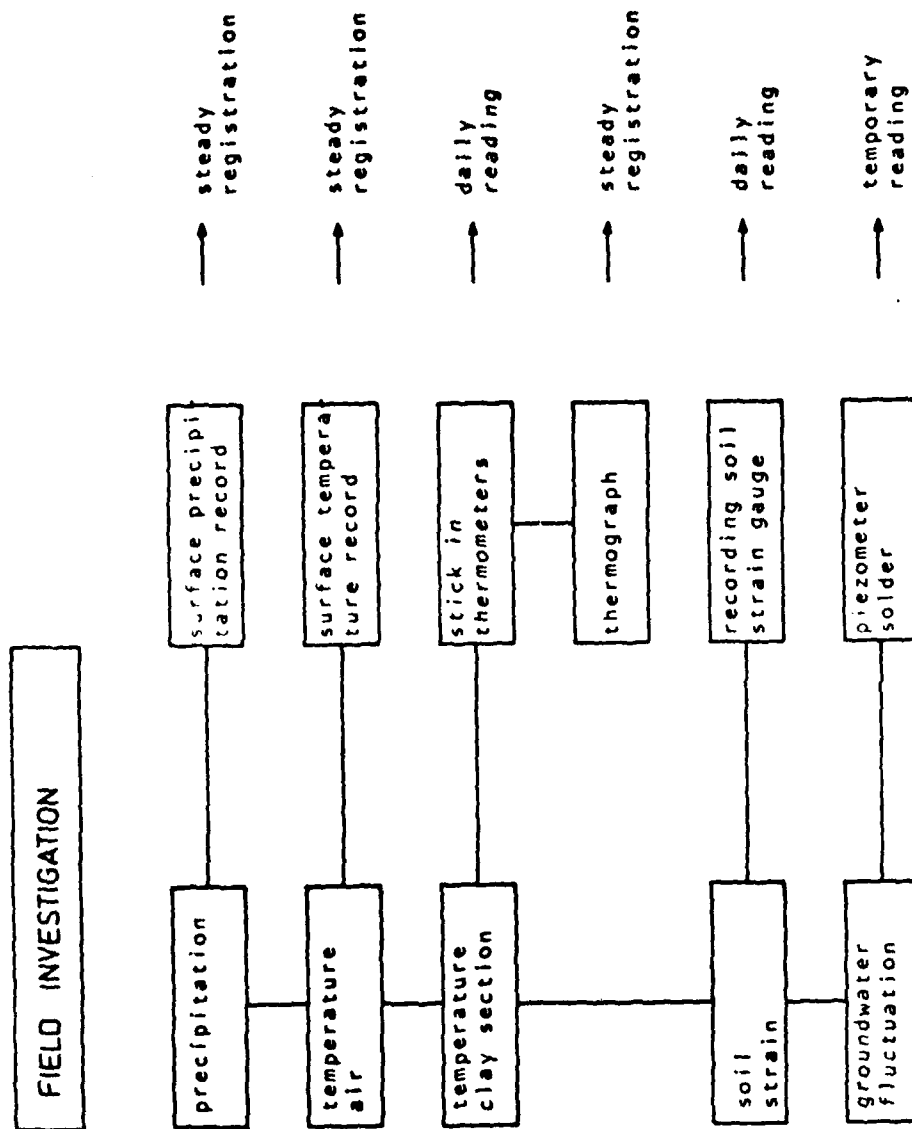 FIELD INVESTIGATION
precipitation
surface precipi-
tation record
steady
registration
temperature
air
surface tempera-
ture record
steady
registration
temperature
clay section
stick in
thermometers
daily
reading
thermograph
steady
registration
soil
strain
recording soil
strain gauge
daily
reading
groundwater
fluctuation
piezometer
solder
temporary
reading